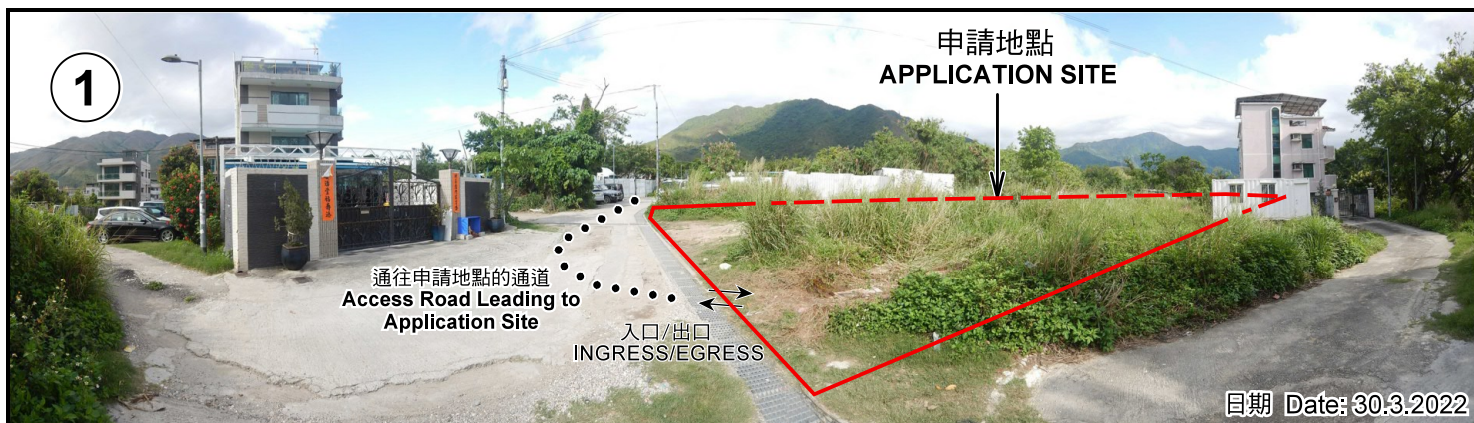 1
申請地點
APPLICATION SITE
通往申請地點的通道
Access Road Leading to
Application Site
入口/出口
INGRESS/EGRESS
日期 Date: 30.3.2022